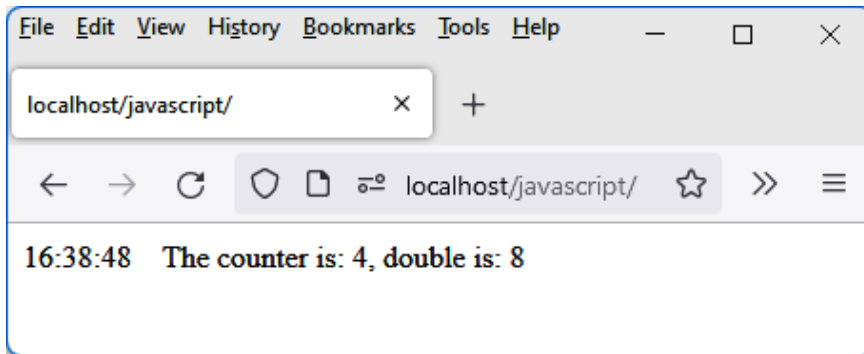 File Edit View History Bookmarks Tools Help
localhost/javascript/
localhost/javascript/
16:38:48 The counter is: 4, double is: 8